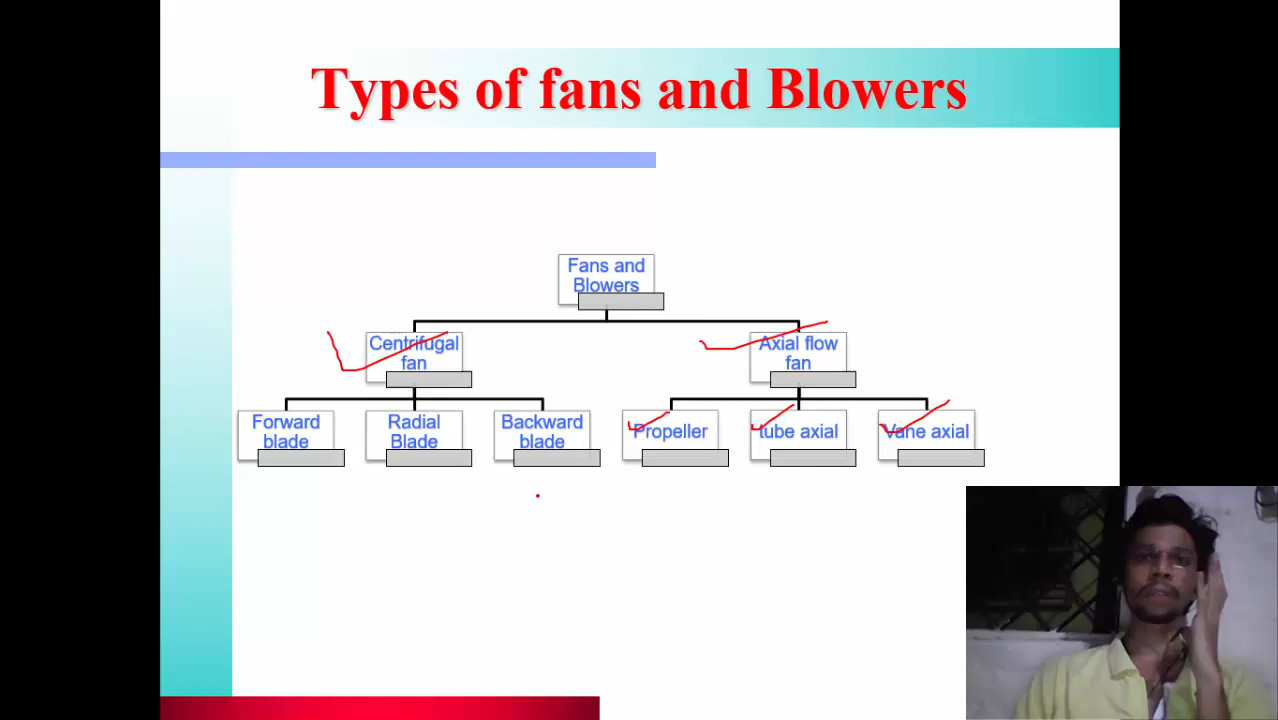 Types of fans and Blowers
Fans and
Blowers
Centrifugal
fan
Axial flow
fan
Forward
blade
Radial
Blade
Backward
blade
Propeller
tube axial
Vane axial